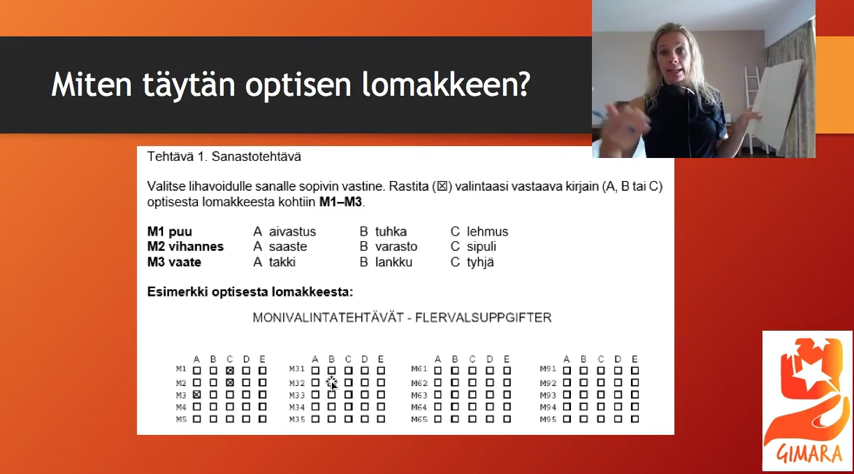 Miten täytän optisen lomakkeen?
Tehtävä 1. Sanastotehtävä
Valitse lihavoidulle sanalle sopivin vastine. Rastita (☒) valintaasi vastaava kirjain (A, B tai C)
optisesta lomakkeesta kohtiin M1–M3.
M1 puu A aivastus B tuhka C lehmus
M2 vihannes A saaste B varasto C sipuli
M3 vaate A takki B lankku C tyhjä
Esimerkki optisesta lomakkeesta:
MONIVALINTATEHTÄVÄT - FLERVALSUPPGIFTER
A B C D E A B C D E A B C D E A B C D E
M1 ☐ ☐ ☒ ☐ ☐ M31 ☐ ☐ ☐ ☐ ☐ M61 ☐ ☐ ☐ ☐ ☐ M91 ☐ ☐ ☐ ☐ ☐
M2 ☐ ☐ ☒ ☐ ☐ M32 ☐ ☐ ☐ ☐ ☐ M62 ☐ ☐ ☐ ☐ ☐ M92 ☐ ☐ ☐ ☐ ☐
M3 ☒ ☐ ☐ ☐ ☐ M33 ☐ ☐ ☐ ☐ ☐ M63 ☐ ☐ ☐ ☐ ☐ M93 ☐ ☐ ☐ ☐ ☐
M4 ☐ ☐ ☐ ☐ ☐ M34 ☐ ☐ ☐ ☐ ☐ M64 ☐ ☐ ☐ ☐ ☐ M94 ☐ ☐ ☐ ☐ ☐
M5 ☐ ☐ ☐ ☐ ☐ M35 ☐ ☐ ☐ ☐ ☐ M65 ☐ ☐ ☐ ☐ ☐ M95 ☐ ☐ ☐ ☐ ☐
GIMARA